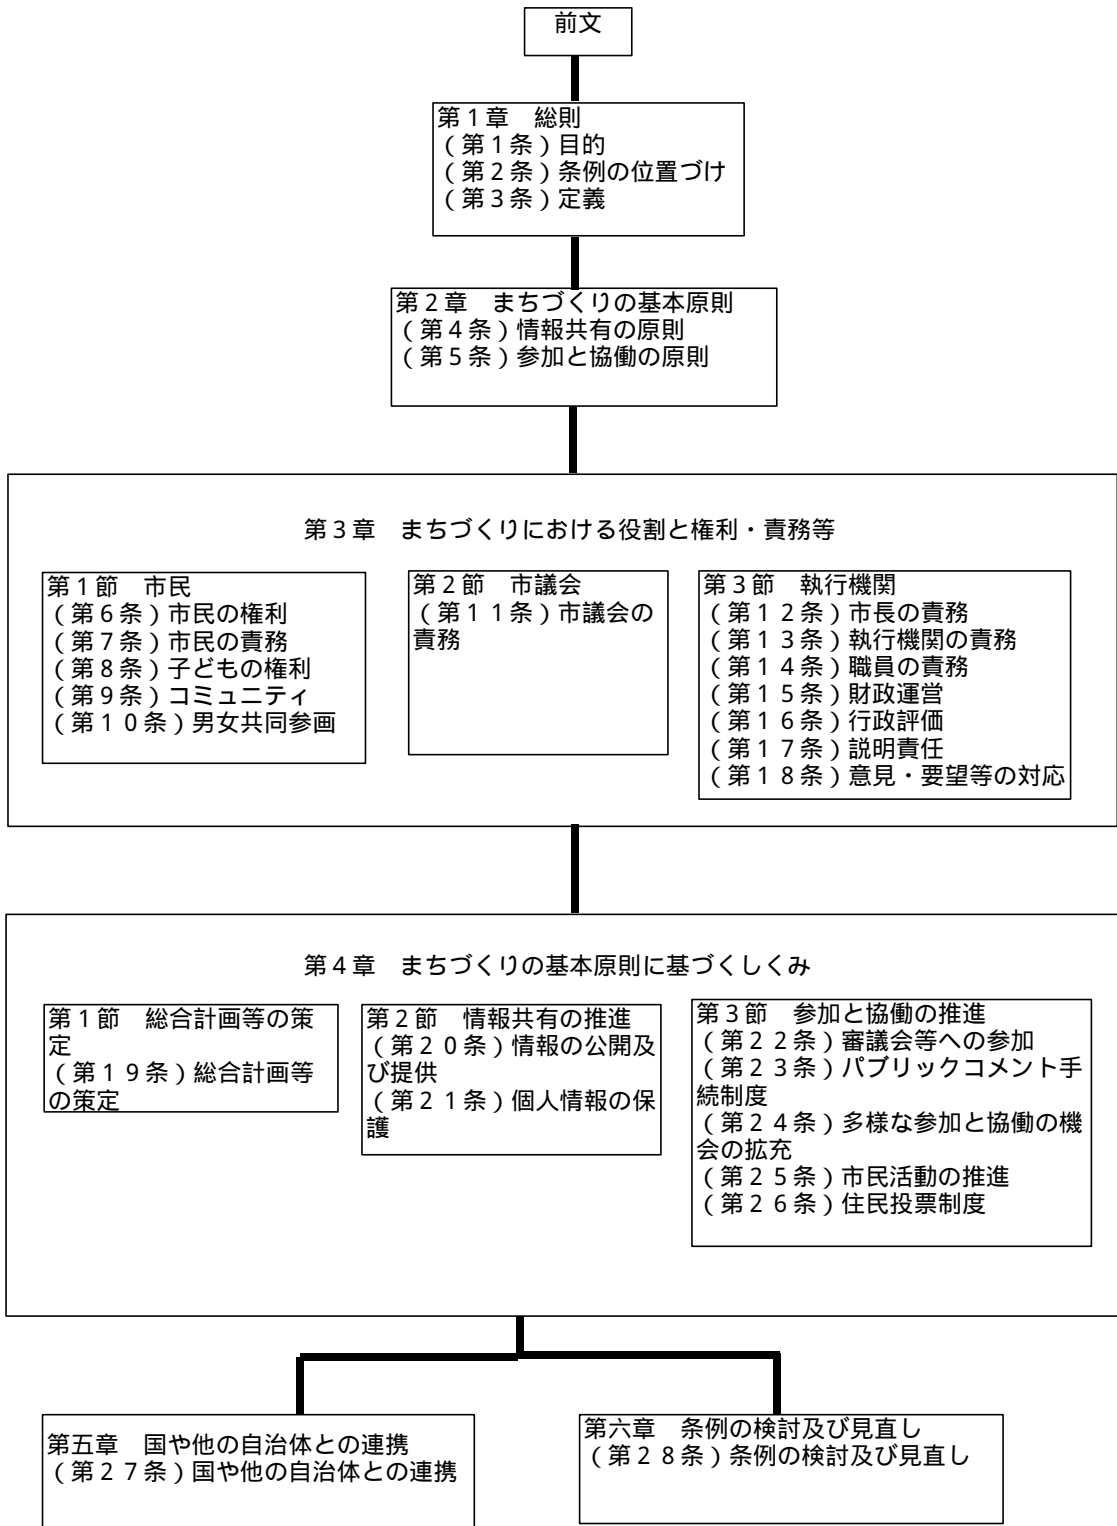 前文
第1章　総則
（第1条）目的
（第2条）条例の位置づけ
（第3条）定義
第2章　まちづくりの基本原則
（第4条）情報共有の原則
（第5条）参加と協働の原則
第3章　まちづくりにおける役割と権利・責務等
第1節　市民
（第6条）市民の権利
（第7条）市民の責務
（第8条）子どもの権利
（第9条）コミュニティ
（第10条）男女共同参画
第2節　市議会
（第11条）市議会の
責務
第3節　執行機関
（第12条）市長の責務
（第13条）執行機関の責務
（第14条）職員の責務
（第15条）財政運営
（第16条）行政評価
（第17条）説明責任
（第18条）意見・要望等の対応
第4章　まちづくりの基本原則に基づくしくみ
第1節　総合計画等の策
定
（第19条）総合計画等
の策定
第2節　情報共有の推進
（第20条）情報の公開及
び提供
（第21条）個人情報の保
護
第3節　参加と協働の推進
（第22条）審議会等への参加
（第23条）パブリックコメント手
続制度
（第24条）多様な参加と協働の機
会の拡充
（第25条）市民活動の推進
（第26条）住民投票制度
第五章　国や他の自治体との連携
（第27条）国や他の自治体との連携
第六章　条例の検討及び見直し
（第28条）条例の検討及び見直し